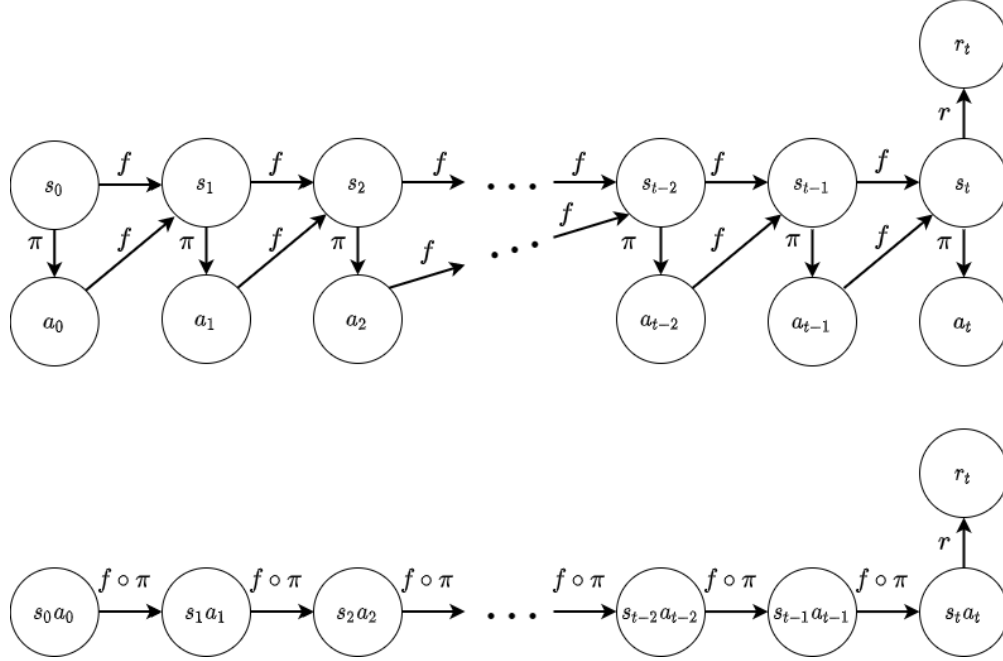 r_t
r
f f f f f f
s_0 s_1 s_2 ... s_{t-2} s_{t-1} s_t
π f π f π f ... f π f π f π
a_0 a_1 a_2 a_{t-2} a_{t-1} a_t
r_t
r
f ∘ π f ∘ π f ∘ π f ∘ π f ∘ π f ∘ π
s_0a_0 s_1a_1 s_2a_2 ... s_{t-2}a_{t-2} s_{t-1}a_{t-1} s_ta_t